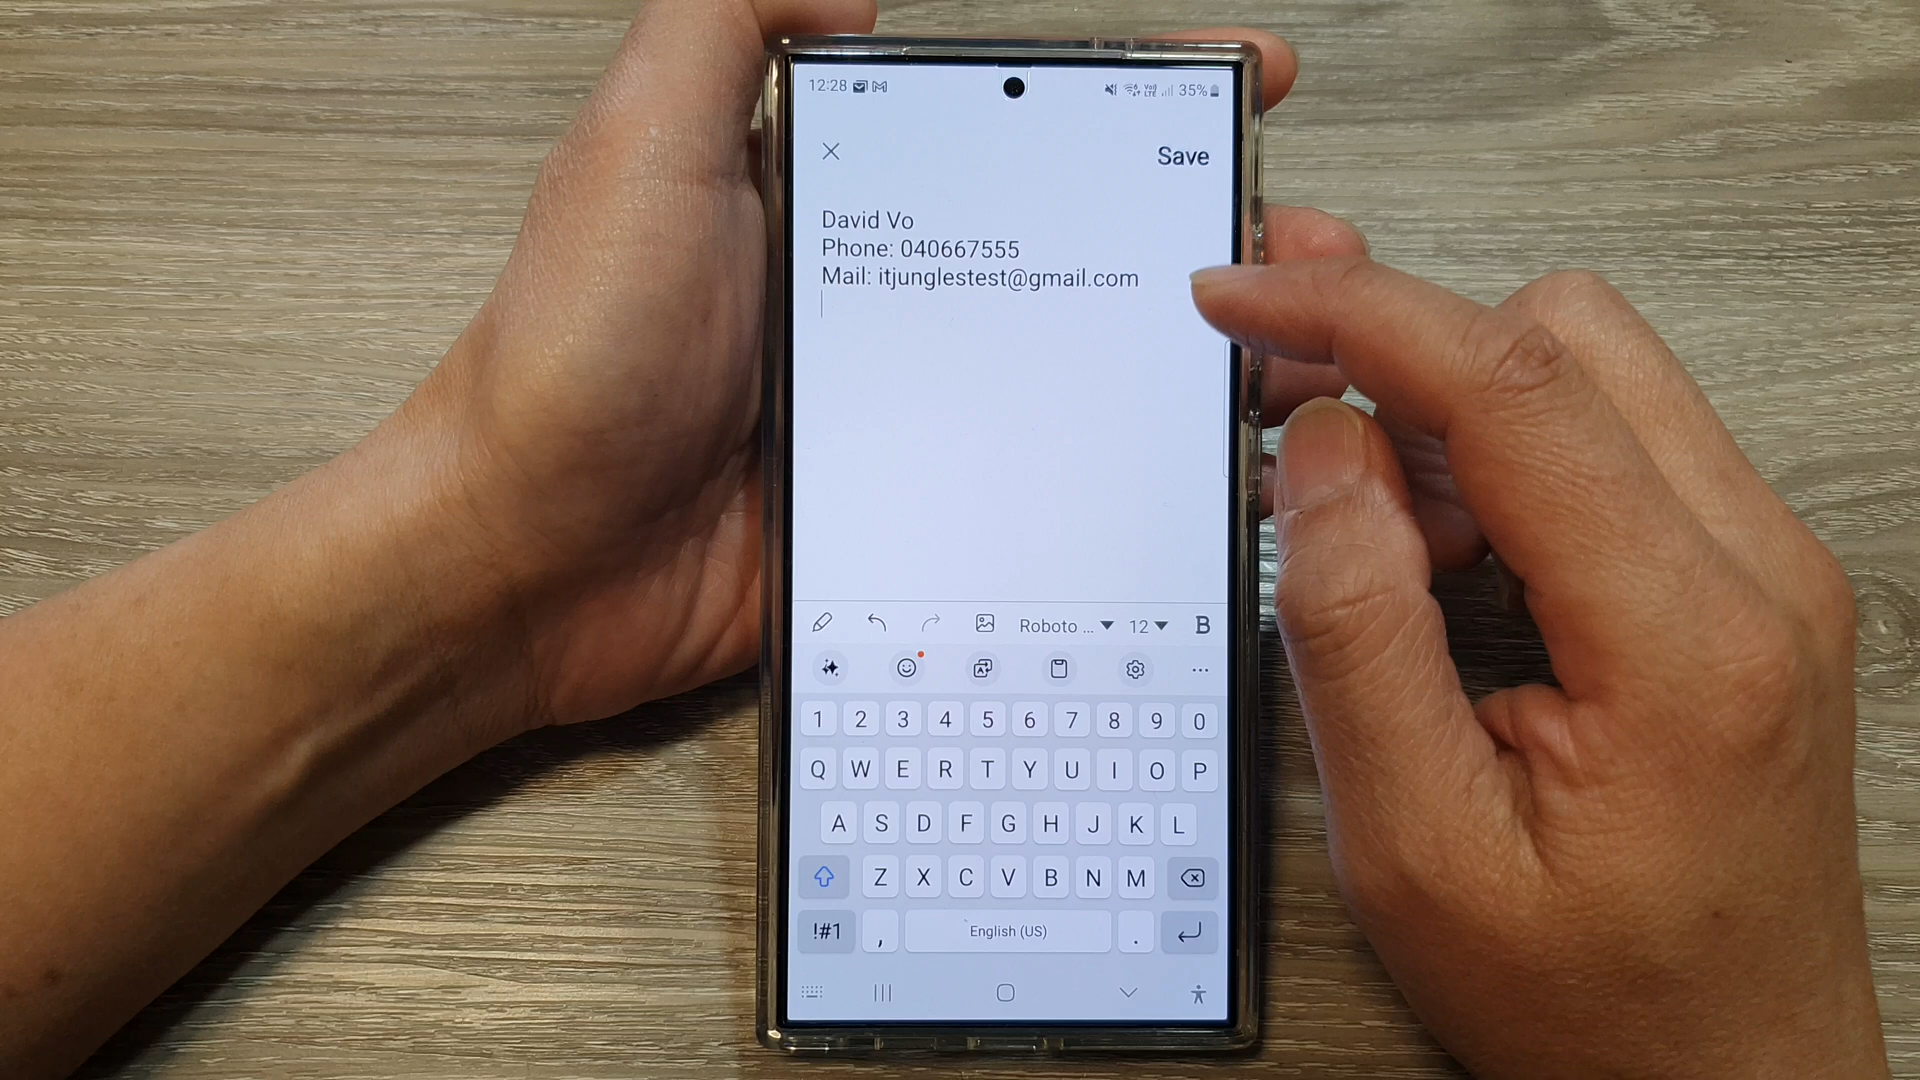 12:28 35%
Save
David Vo
Phone: 040667555
Mail: itjunglestest@gmail.com
Roboto ... 12 B
1 2 3 4 5 6 7 8 9 0
Q W E R T Y U I O P
A S D F G H J K L
Z X C V B N M
!#1 , English (US) .